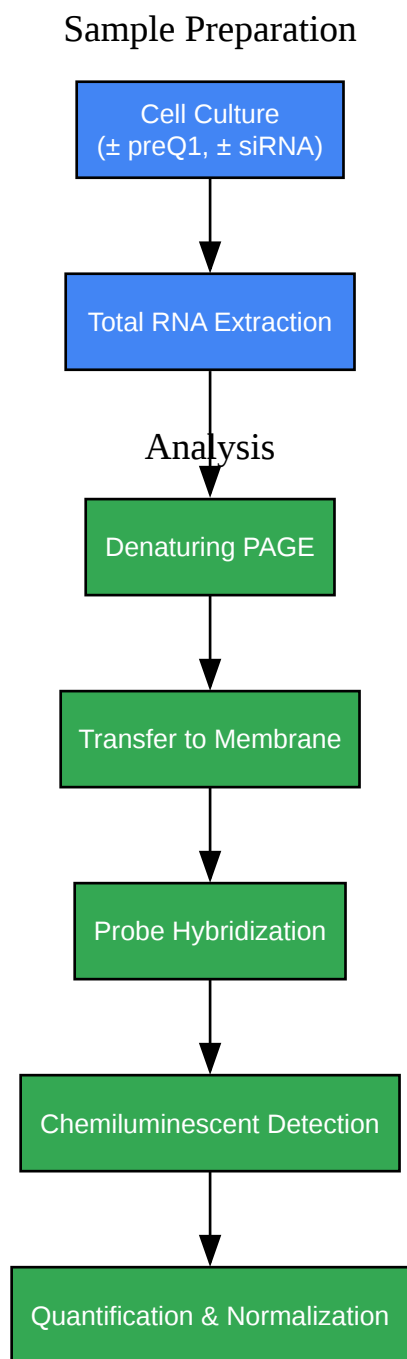 Sample Preparation
Cell Culture
(± preQ1, ± siRNA)
Total RNA Extraction
Analysis
Denaturing PAGE
Transfer to Membrane
Probe Hybridization
Chemiluminescent Detection
Quantification & Normalization